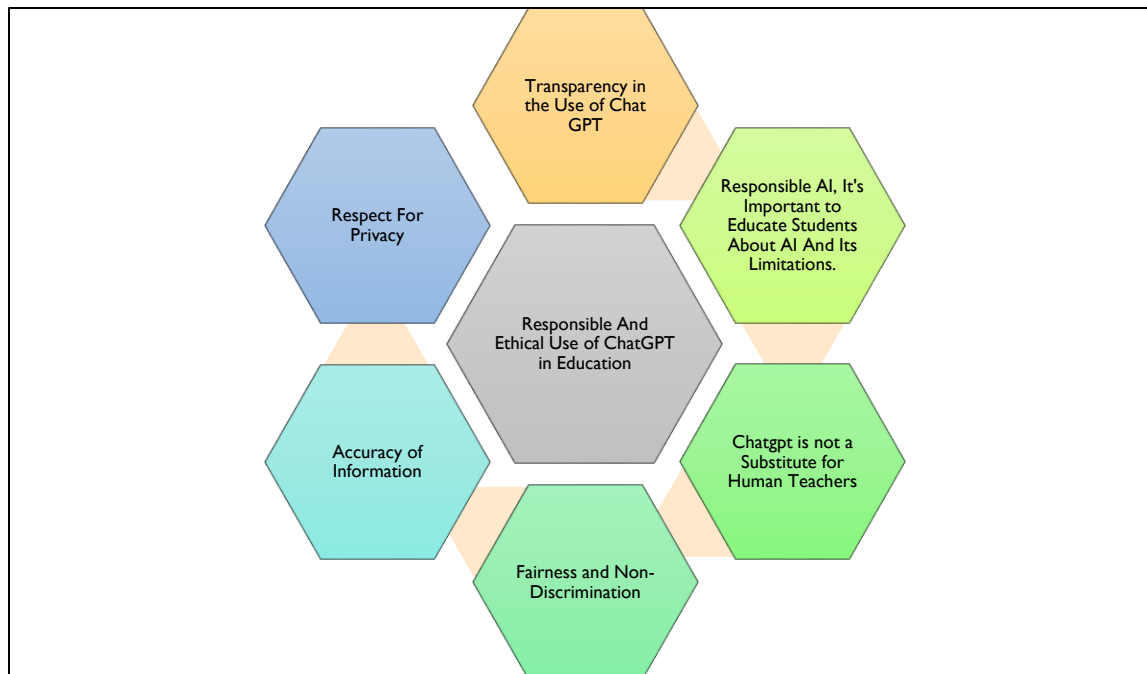 Transparency in
the Use of Chat
GPT
Responsible AI, It's
Important to
Educate Students
About AI And Its
Limitations.
Chatgpt is not a
Substitute for
Human Teachers
Fairness and Non-
Discrimination
Accuracy of
Information
Respect For
Privacy
Responsible And
Ethical Use of ChatGPT
in Education